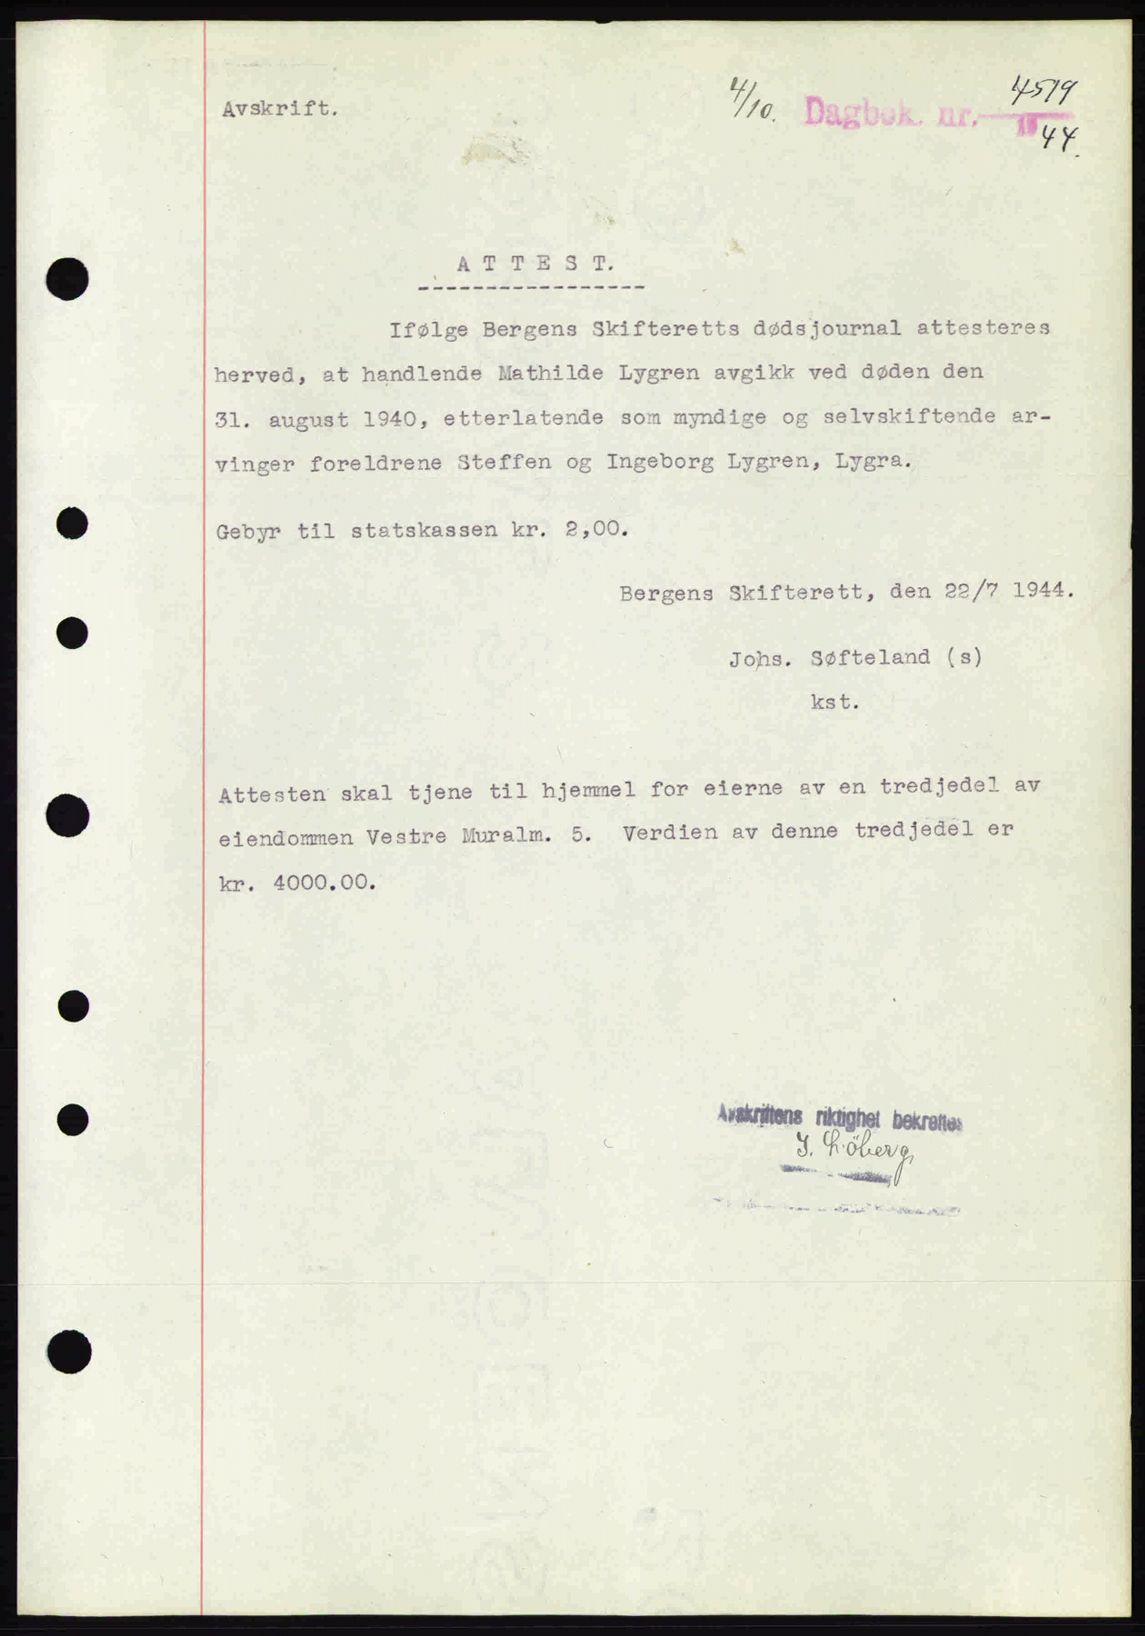 Avskrift.
4/10. Dagbok. nr. 4519
1944.
ATTEST.
Ifølge Bergens Skifteretts dødsjournal attesteres
herved, at handlende Mathilde Lygren avgikk ved døden den
31. august 1940, etterlatende som myndige og selvskiftende ar-
vinger foreldrene Steffen og Ingeborg Lygren, Lygra.
Gebyr til statskassen kr. 2,00.
Bergens Skifterett, den 22/7 1944.
Johs. Søfteland (s)
kst.
Attesten skal tjene til hjemmel for eierne av en tredjedel av
eiendommen Vestre Muralm. 5. Verdien av denne tredjedel er
kr. 4000.00.
Avskriftens riktighet bekreftes